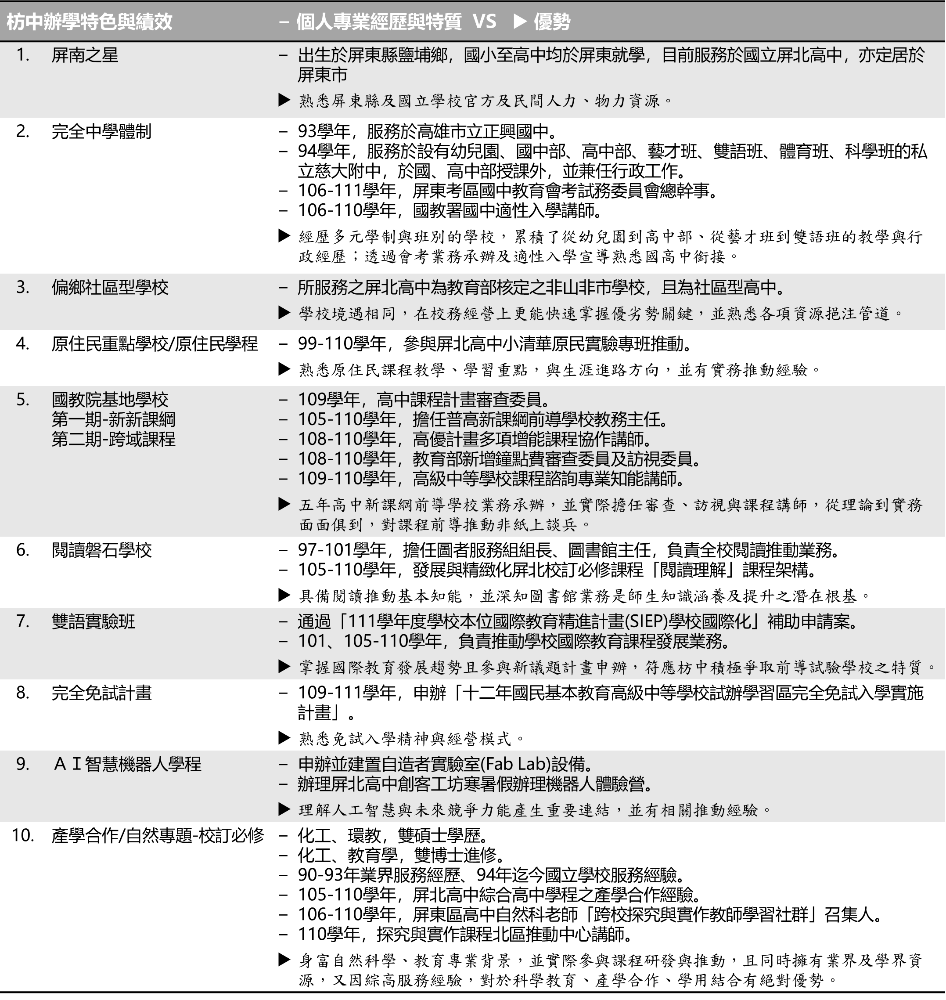 枋中辦學特色與績效 – 個人專業經歷與特質 VS ▶ 優勢
1. 屏南之星 – 出生於屏東縣鹽埔鄉，國小至高中均於屏東就學，目前服務於國立屏北高中，亦定居於
屏東市
▶ 熟悉屏東縣及國立學校官方及民間人力、物力資源。
2. 完全中學體制 – 93學年，服務於高雄市立正興國中。
– 94學年，服務於設有幼兒園、國中部、高中部、藝才班、雙語班、體育班、科學班的私
立慈大附中，於國、高中部授課外，並兼任行政工作。
– 106-111學年，屏東考區國中教育會考試務委員會總幹事。
– 106-110學年，國教署國中適性入學講師。
▶ 經歷多元學制與班別的學校，累積了從幼兒園到高中部、從藝才班到雙語班的教學與行
政經歷；透過會考業務承辦及適性入學宣導熟悉國高中銜接。
3. 偏鄉社區型學校 – 所服務之屏北高中為教育部核定之非山非市學校，且為社區型高中。
▶ 學校境遇相同，在校務經營上更能快速掌握優劣勢關鍵，並熟悉各項資源挹注管道。
4. 原住民重點學校/原住民學程 – 99-110學年，參與屏北高中小清華原民實驗專班推動。
▶ 熟悉原住民課程教學、學習重點，與生涯進路方向，並有實務推動經驗。
5. 國教院基地學校 – 109學年，高中課程計畫審查委員。
第一期-新新課綱 – 105-110學年，擔任普高新課綱前導學校教務主任。
第二期-跨域課程 – 108-110學年，高優計畫多項增能課程協作講師。
– 108-110學年，教育部新增鐘點費審查委員及訪視委員。
– 109-110學年，高級中等學校課程諮詢專業知能講師。
▶ 五年高中新課綱前導學校業務承辦，並實際擔任審查、訪視與課程講師，從理論到實務
面面俱到，對課程前導推動非紙上談兵。
6. 閱讀磐石學校 – 97-101學年，擔任圖者服務組組長、圖書館主任，負責全校閱讀推動業務。
– 105-110學年，發展與精緻化屏北校訂必修課程「閱讀理解」課程架構。
▶ 具備閱讀推動基本知能，並深知圖書館業務是師生知識涵養及提升之潛在根基。
7. 雙語實驗班 – 通過「111學年度學校本位國際教育精進計畫(SIEP)學校國際化」補助申請案。
– 101、105-110學年，負責推動學校國際教育課程發展業務。
▶ 掌握國際教育發展趨勢且參與新議題計畫申辦，符應枋中積極爭取前導試驗學校之特質。
8. 完全免試計畫 – 109-111學年，申辦「十二年國民基本教育高級中等學校試辦學習區完全免試入學實施
計畫」。
▶ 熟悉免試入學精神與經營模式。
9. ＡＩ智慧機器人學程 – 申辦並建置自造者實驗室(Fab Lab)設備。
– 辦理屏北高中創客工坊寒暑假辦理機器人體驗營。
▶ 理解人工智慧與未來競爭力能產生重要連結，並有相關推動經驗。
10. 產學合作/自然專題-校訂必修 – 化工、環教，雙碩士學歷。
– 化工、教育學，雙博士進修。
– 90-93年業界服務經歷、94年迄今國立學校服務經驗。
– 105-110學年，屏北高中綜合高中學程之產學合作經驗。
– 106-110學年，屏東區高中自然科老師「跨校探究與實作教師學習社群」召集人。
– 110學年，探究與實作課程北區推動中心講師。
▶ 身富自然科學、教育專業背景，並實際參與課程研發與推動，且同時擁有業界及學界資
源，又因綜高服務經驗，對於科學教育、產學合作、學用結合有絕對優勢。